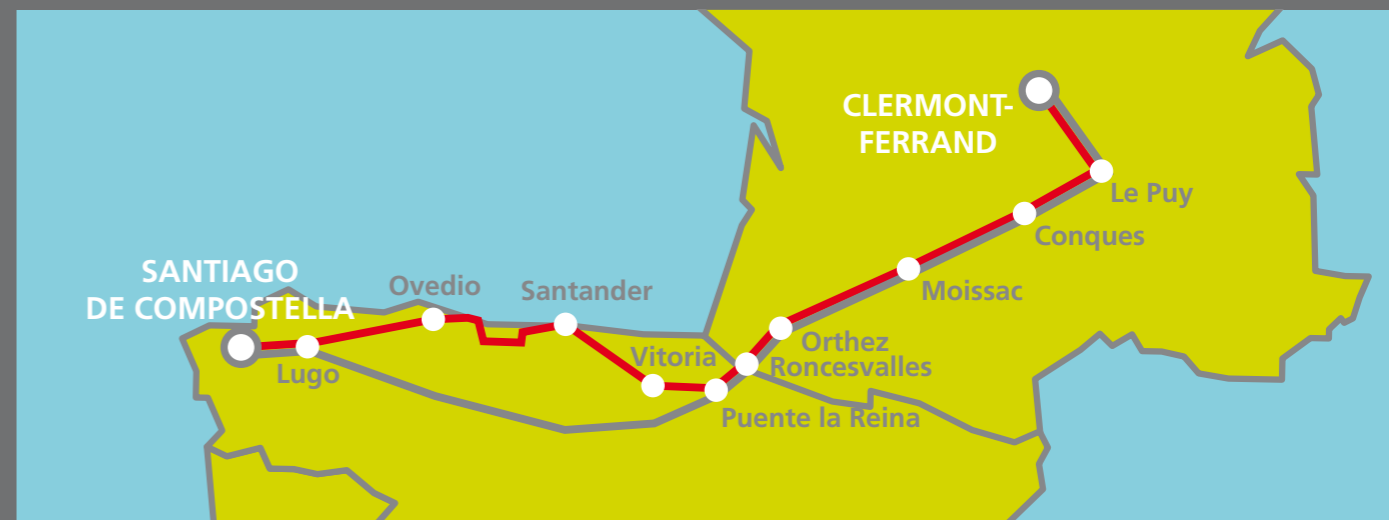 CLERMONT-
FERRAND
Le Puy
Conques
SANTIAGO
DE COMPOSTELLA
Ovedio
Santander
Moissac
Orthez
Vitoria
Roncesvalles
Lugo
Puente la Reina